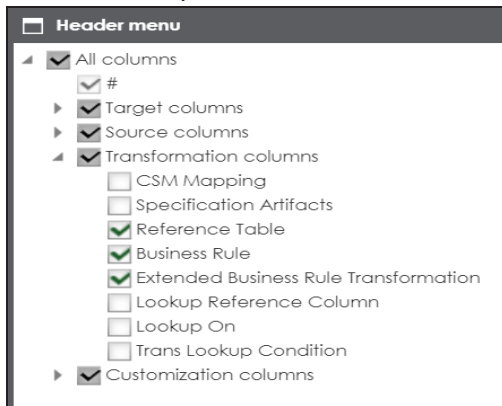 Header menu
All columns
#
Target columns
Source columns
Transformation columns
CSM Mapping
Specification Artifacts
Reference Table
Business Rule
Extended Business Rule Transformation
Lookup Reference Column
Lookup On
Trans Lookup Condition
Customization columns